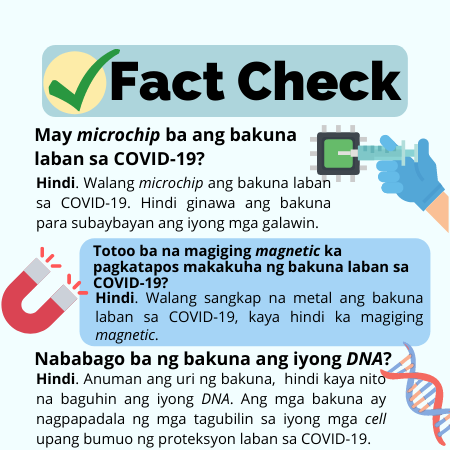 Fact Check
May microchip ba ang bakuna
laban sa COVID-19?
Hindi. Walang microchip ang bakuna laban
sa COVID-19. Hindi ginawa ang bakuna
para subaybayan ang iyong mga galawin.
Totoo ba na magiging magnetic ka
pagkatapos makakuha ng bakuna laban sa
COVID-19?
Hindi. Walang sangkap na metal ang bakuna
laban sa COVID-19, kaya hindi ka magiging
magnetic.
Nababago ba ng bakuna ang iyong DNA?
Hindi. Anuman ang uri ng bakuna, hindi kaya nito
na baguhin ang iyong DNA. Ang mga bakuna ay
nagpapadala ng mga tagubilin sa iyong mga cell
upang bumuo ng proteksyon laban sa COVID-19.